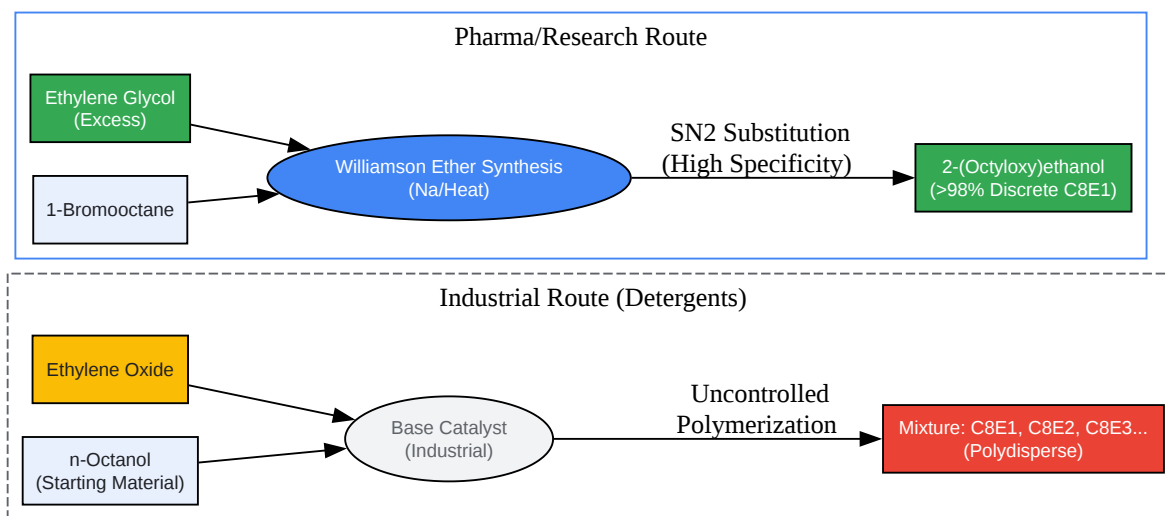 Pharma/Research Route
Ethylene Glycol
(Excess)
1-Bromooctane
Williamson Ether Synthesis
(Na/Heat)
SN2 Substitution
(High Specificity)
2-(Octyloxy)ethanol
(>98% Discrete C8E1)
Industrial Route (Detergents)
Ethylene Oxide
n-Octanol
(Starting Material)
Base Catalyst
(Industrial)
Uncontrolled
Polymerization
Mixture: C8E1, C8E2, C8E3...
(Polydisperse)